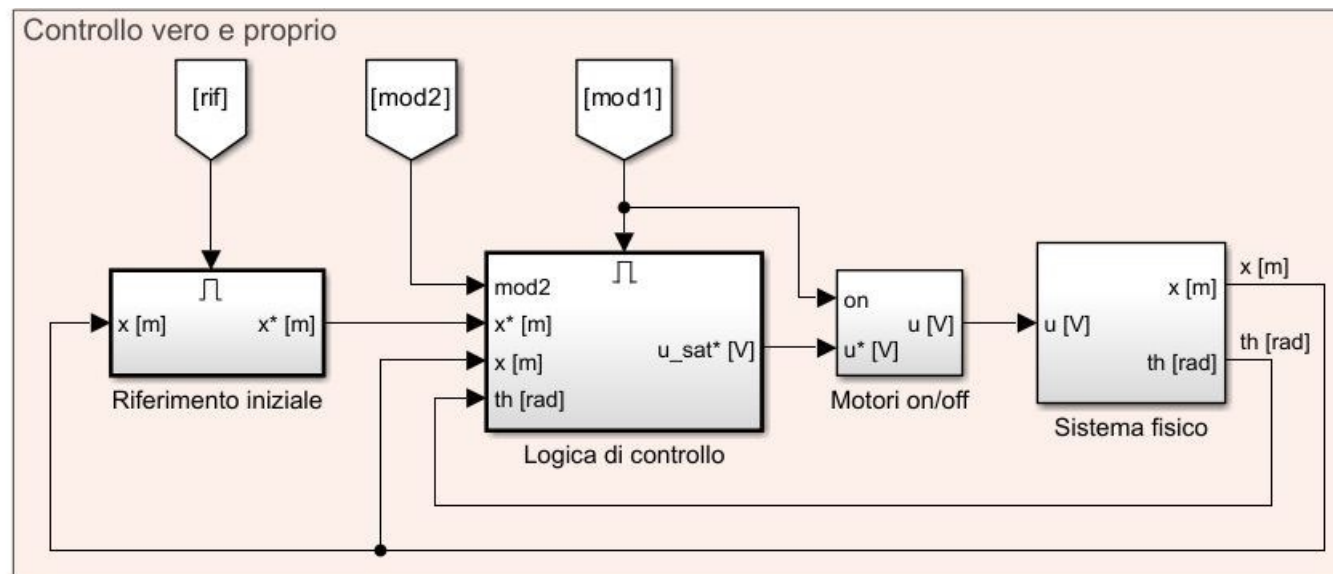 Controllo vero e proprio
[rif]
[mod2]
[mod1]
x [m]
x* [m]
Riferimento iniziale
mod2
x* [m]
x [m]
th [rad]
u_sat* [V]
Logica di controllo
on
u* [V]
u [V]
Motori on/off
u [V]
x [m]
th [rad]
Sistema fisico
x [m]
th [rad]